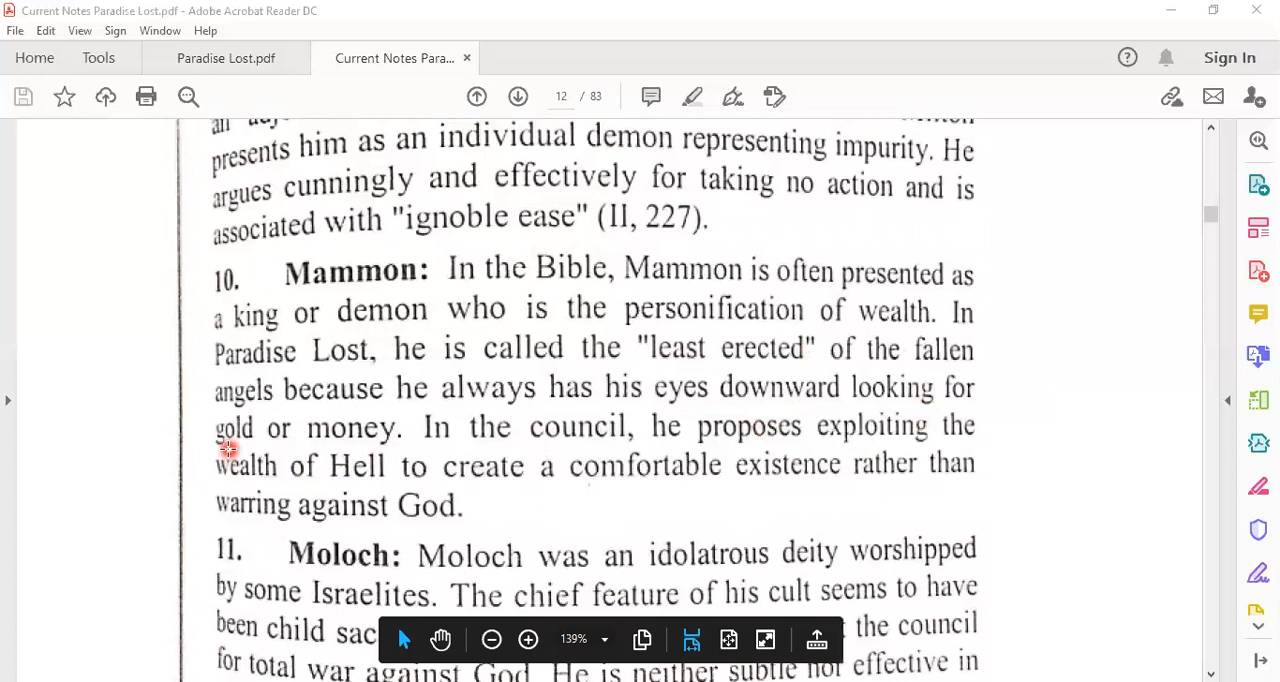 Current Notes Paradise Lost.pdf - Adobe Acrobat Reader DC
File Edit View Sign Window Help
Home Tools Paradise Lost.pdf Current Notes Para... × Sign In
12 / 83
an
presents him as an individual demon representing impurity. He
argues cunningly and effectively for taking no action and is
associated with "ignoble ease" (II, 227).
10. Mammon: In the Bible, Mammon is often presented as
a king or demon who is the personification of wealth. In
Paradise Lost, he is called the "least erected" of the fallen
angels because he always has his eyes downward looking for
gold or money. In the council, he proposes exploiting the
wealth of Hell to create a comfortable existence rather than
warring against God.
11. Moloch: Moloch was an idolatrous deity worshipped
by some Israelites. The chief feature of his cult seems to have
been child sac the council
for total war against God. He is neither subtle nor effective in
139%